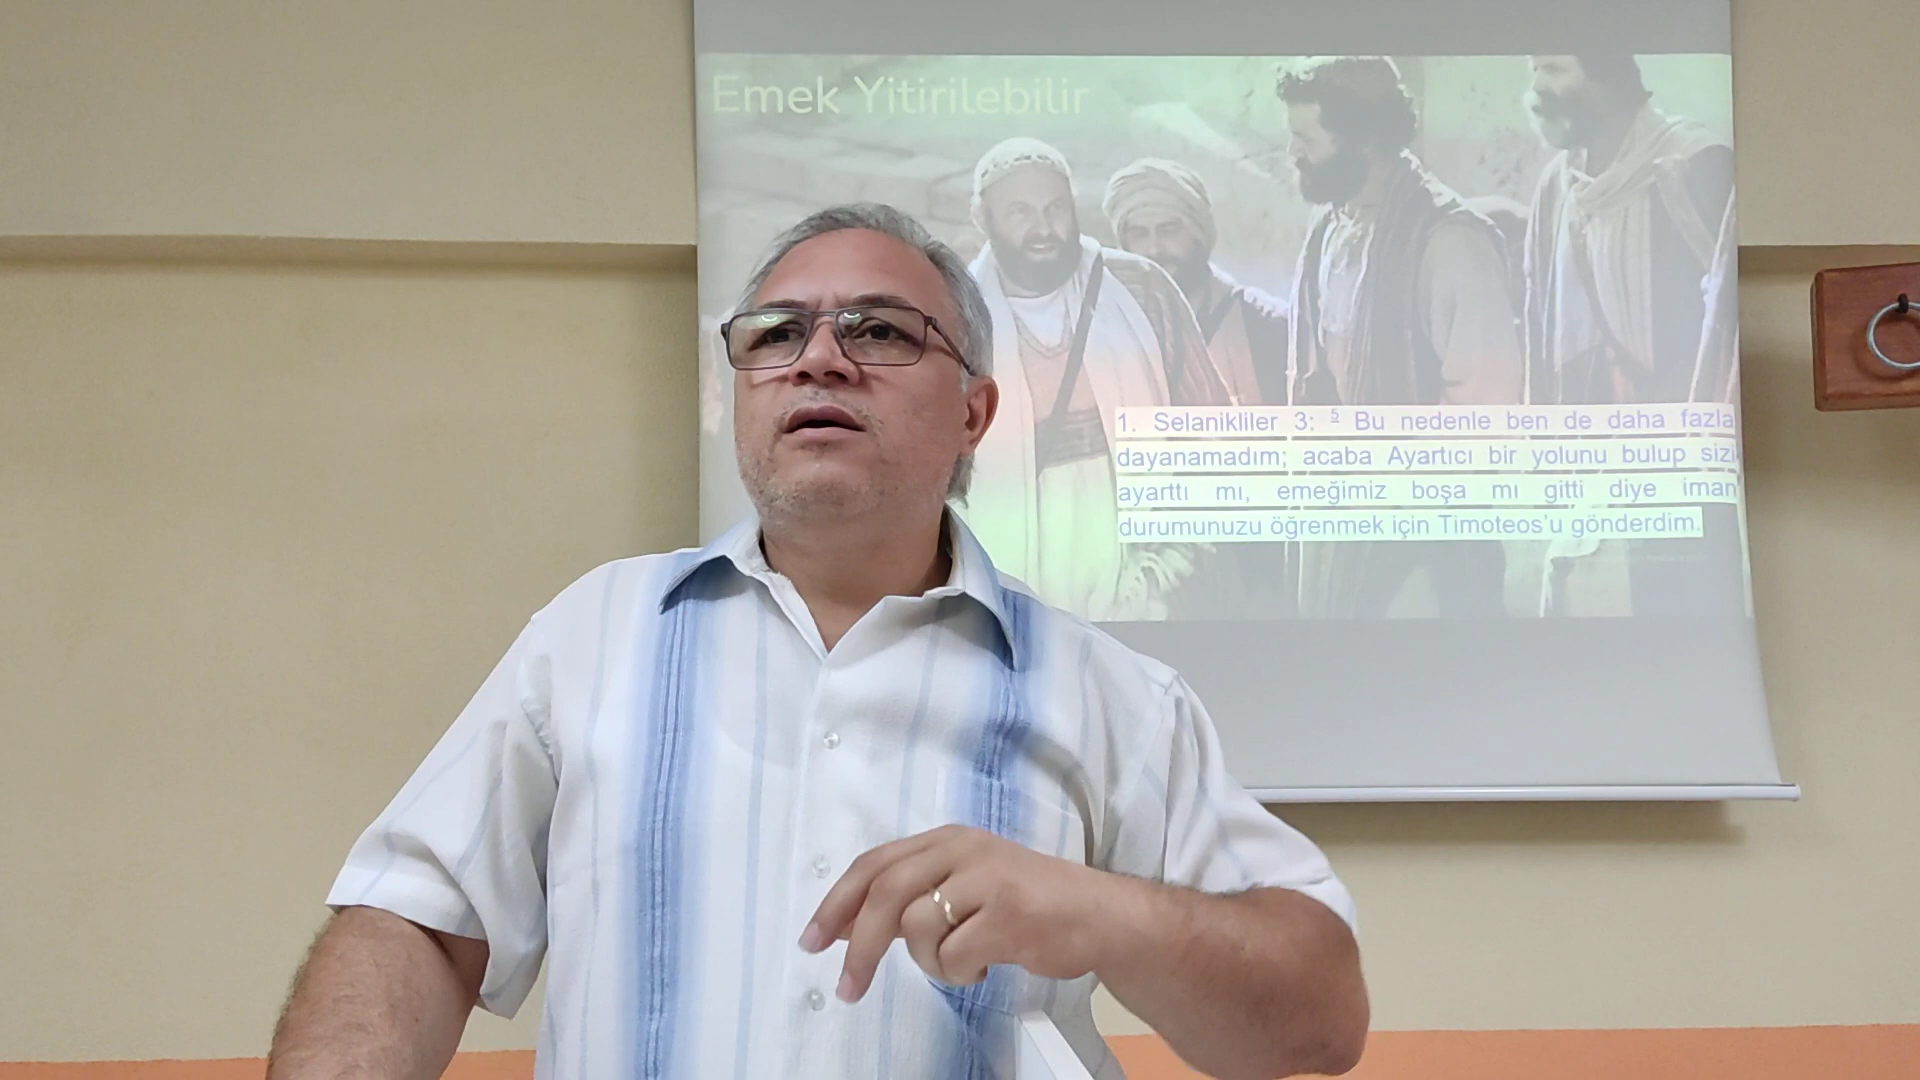 Emek Yitirilebilir
1. Selanikliler 3: ⁵ Bu nedenle ben de daha fazla
dayanamadım; acaba Ayartıcı bir yolunu bulup sizi
ayarttı mı, emeğimiz boşa mı gitti diye iman
durumunuzu öğrenmek için Timoteos'u gönderdim.